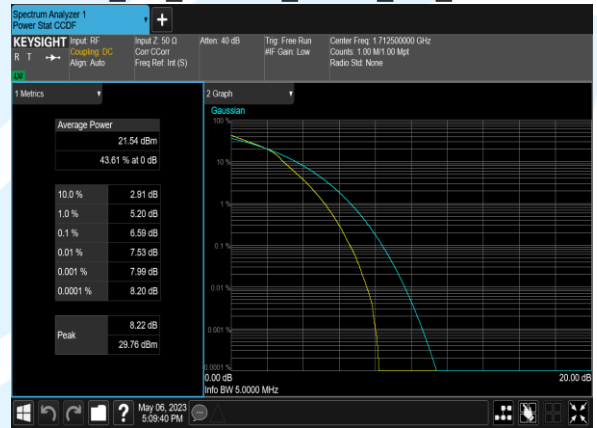 Spectrum Analyzer 1
Power Stat CCDF
KEYSIGHT
R T
LV
Input: RF
Coupling: DC
Align: Auto
Input Z: 50 Ω
Corr CCorr
Freq Ref: Int (S)
Atten: 40 dB
Trig: Free Run
#IF Gain: Low
Center Freq: 1.712500000 GHz
Counts: 1.00 M/1.00 Mpt
Radio Std: None
1 Metrics
Average Power
21.54 dBm
43.61 % at 0 dB
10.0 % 2.91 dB
1.0 % 5.20 dB
0.1 % 6.59 dB
0.01 % 7.53 dB
0.001 % 7.99 dB
0.0001 % 8.20 dB
Peak
8.22 dB
29.76 dBm
2 Graph
Gaussian
100 %
10 %
1 %
0.1 %
0.01 %
0.001 %
0.0001 %
0.00 dB
20.00 dB
Info BW 5.0000 MHz
May 06, 2023
5:09:40 PM